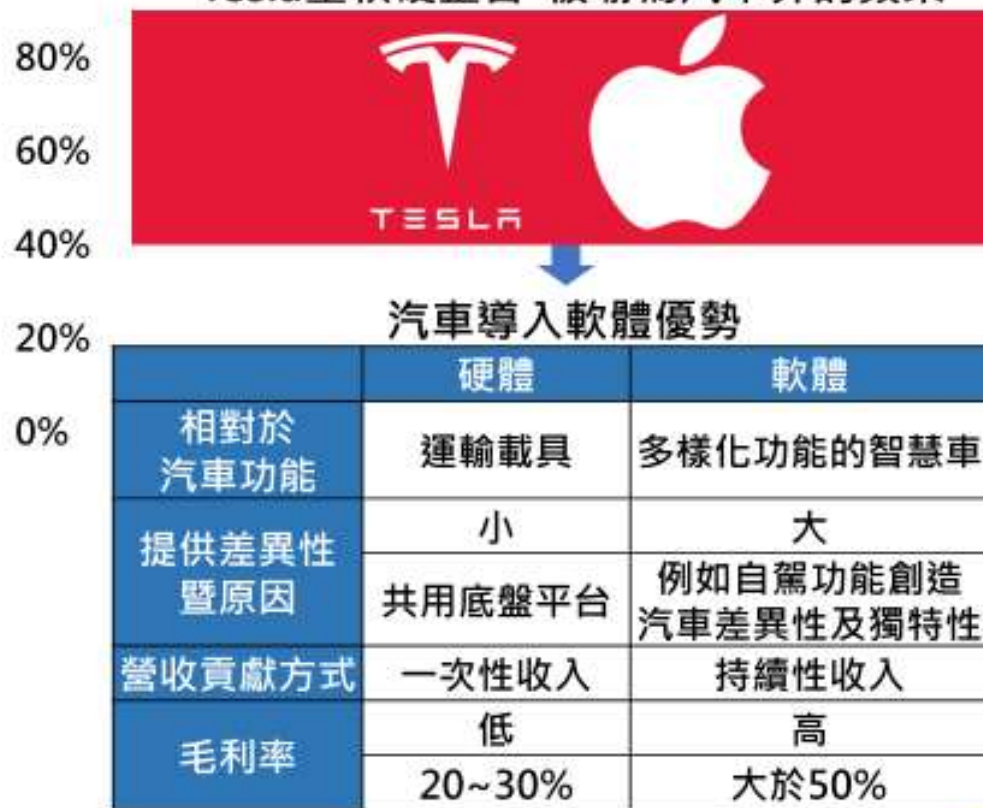 80%
60%
40%
20%
0%
TESLA
汽車導入軟體優勢
硬體 軟體
相對於
汽車功能
運輸載具 多樣化功能的智慧車
提供差異性
暨原因
小 大
共用底盤平台
例如自駕功能創造
汽車差異性及獨特性
營收貢獻方式 一次性收入 持續性收入
毛利率
低 高
20~30% 大於50%